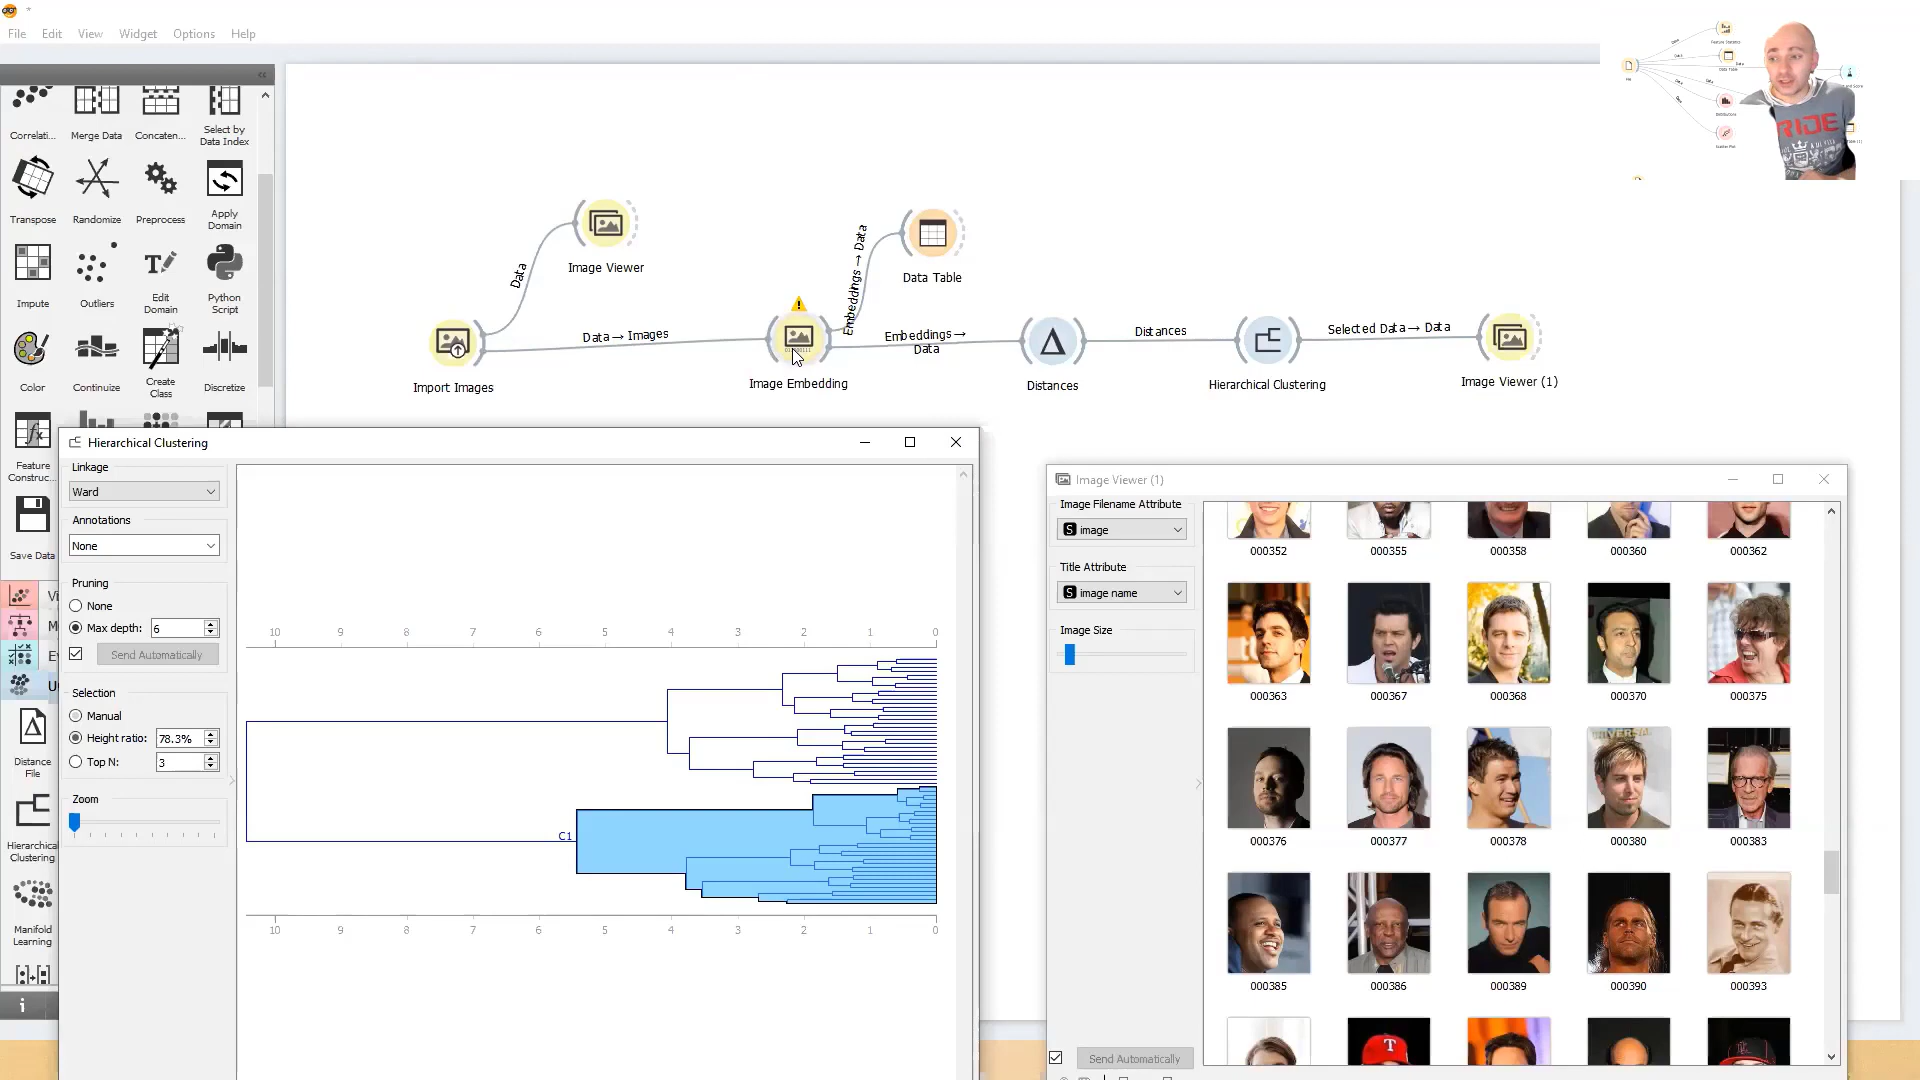 *
File Edit View Widget Options Help
Correlati... Merge Data Concaten... Select by
Data Index
Transpose Randomize Preprocess Apply
Domain
Impute Outliers Edit
Domain Python
Script
Color Continuize Create
Class Discretize
Feature
Construc...
Save Data
Distance
File
Hierarchical
Clustering
Manifold
Learning
Data
Image Viewer
Embeddings → Data
Data Table
Import Images
Data → Images
Image Embedding
Embeddings →
Data
Distances
Distances
Hierarchical Clustering
Selected Data → Data
Image Viewer (1)
RIDE
Hierarchical Clustering
Linkage
Ward
Annotations
None
Pruning
None
Max depth: 6
Send Automatically
Selection
Manual
Height ratio: 78.3%
Top N: 3
Zoom
10 9 8 7 6 5 4 3 2 1 0
C1
10 9 8 7 6 5 4 3 2 1 0
Image Viewer (1)
Image Filename Attribute
S image
Title Attribute
S image name
Image Size
Send Automatically
000352 000355 000358 000360 000362
000363 000367 000368 000370 000375
000376 000377 000378 000380 000383
000385 000386 000389 000390 000393
T